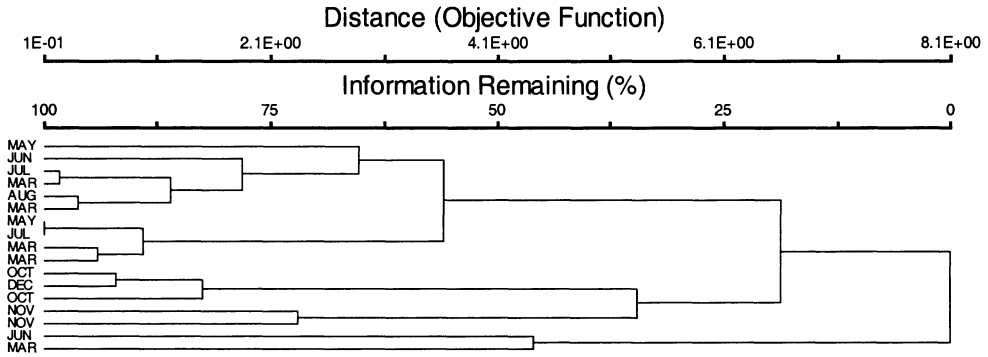 Distance (Objective Function)
1E-01 2.1E+00 4.1E+00 6.1E+00 8.1E+00
Information Remaining (%)
100 75 50 25 0
MAY
JUN
JUL
MAR
AUG
MAR
MAY
JUL
MAR
MAR
OCT
DEC
OCT
NOV
NOV
JUN
MAR